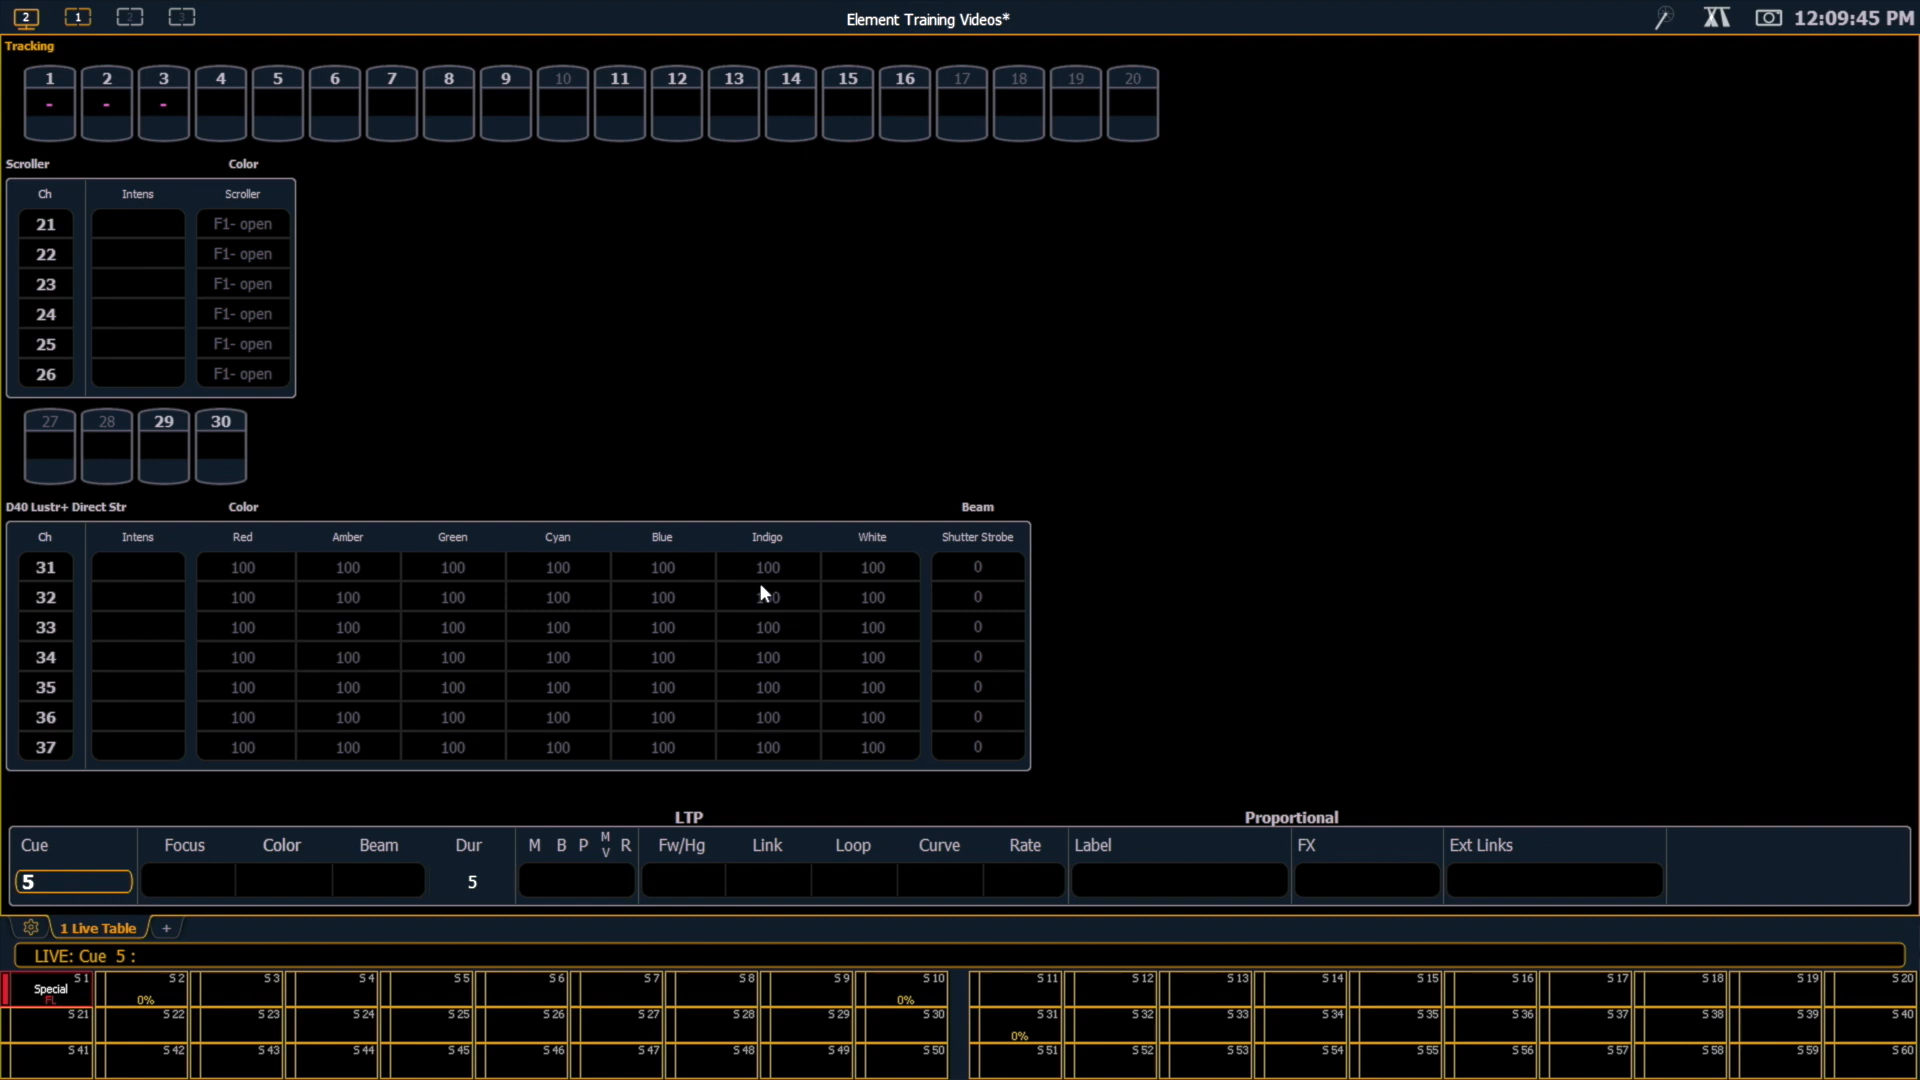 2 1 2 3 Element Training Videos* 12:09:45 PM
Tracking
1 2 3 4 5 6 7 8 9 10 11 12 13 14 15 16 17 18 19 20
- - -
Scroller Color
Ch Intens Scroller
21 F1- open
22 F1- open
23 F1- open
24 F1- open
25 F1- open
26 F1- open
27 28 29 30
D40 Lustr+ Direct Str Color Beam
Ch Intens Red Amber Green Cyan Blue Indigo White Shutter Strobe
31 100 100 100 100 100 100 100 0
32 100 100 100 100 100 100 100 0
33 100 100 100 100 100 100 100 0
34 100 100 100 100 100 100 100 0
35 100 100 100 100 100 100 100 0
36 100 100 100 100 100 100 100 0
37 100 100 100 100 100 100 100 0
LTP Proportional
Cue Focus Color Beam Dur M B P MV R Fw/Hg Link Loop Curve Rate Label FX Ext Links
5 5
1 Live Table +
LIVE: Cue 5 :
S 1 S 2 S 3 S 4 S 5 S 6 S 7 S 8 S 9 S 10 S 11 S 12 S 13 S 14 S 15 S 16 S 17 S 18 S 19 S 20
Special
FL 0% 0%
S 21 S 22 S 23 S 24 S 25 S 26 S 27 S 28 S 29 S 30 S 31 S 32 S 33 S 34 S 35 S 36 S 37 S 38 S 39 S 40
0%
S 41 S 42 S 43 S 44 S 45 S 46 S 47 S 48 S 49 S 50 S 51 S 52 S 53 S 54 S 55 S 56 S 57 S 58 S 59 S 60